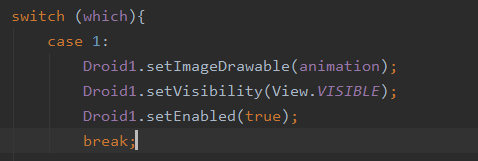 switch (which){
case 1:
Droid1.setImageDrawable(animation);
Droid1.setVisibility(View.VISIBLE);
Droid1.setEnabled(true);
break;